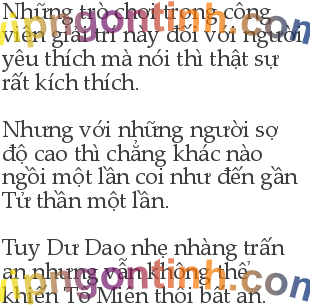 Những trò chơi trong công
viên giải trí này đối với người
yêu thích mà nói thì thật sự
rất kích thích.
Nhưng với những người sợ
độ cao thì chẳng khác nào
ngồi một lần coi như đến gần
Tử thần một lần.
Tuy Dư Dao nhẹ nhàng trấn
an nhưng vẫn không thể
khiến Tô Miên thôi bất an.